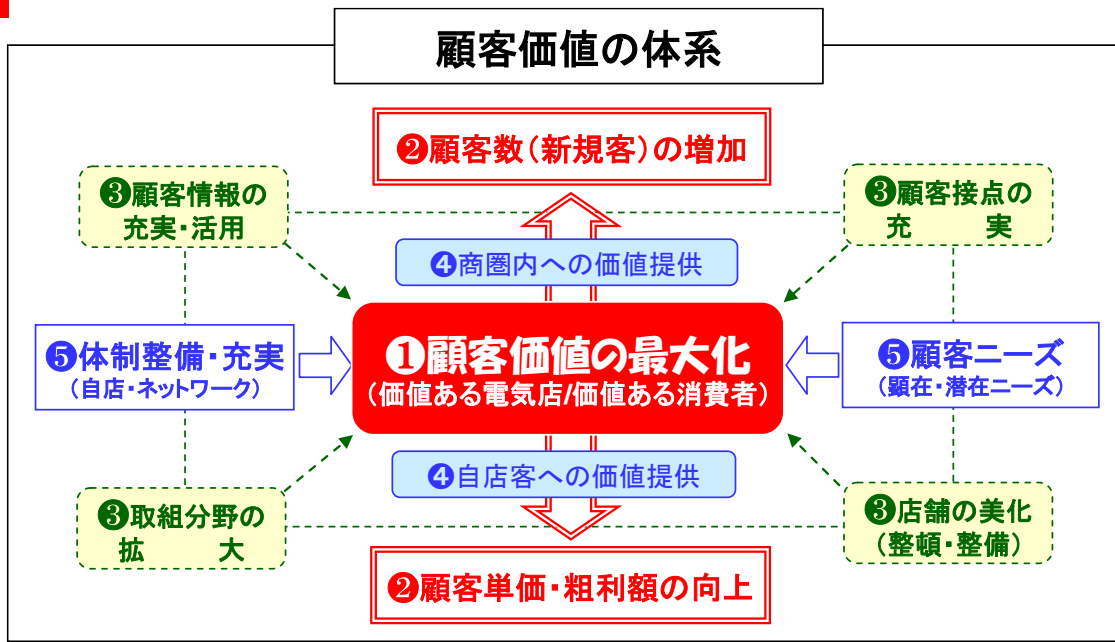 顧客価値の体系
❷顧客数(新規客)の増加
❸顧客情報の
充実・活用
❸顧客接点の
充　　実
❹商圏内への価値提供
❺体制整備・充実
(自店・ネットワーク)
❶顧客価値の最大化
(価値ある電気店/価値ある消費者)
❺顧客ニーズ
(顕在・潜在ニーズ)
❹自店客への価値提供
❸取組分野の
拡　　大
❸店舗の美化
(整頓・整備)
❷顧客単価・粗利額の向上